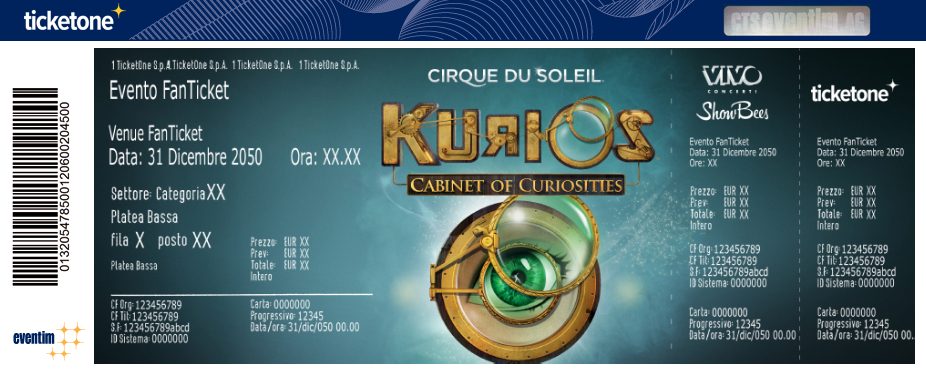 ticketone
CTS eventim AG
01320547850012060020450​0
eventim
1 TicketOne S.p.A TicketOne S.p.A. 1 TicketOne S.p.A. 1 TicketOne S.p.A.
Evento FanTicket
Venue FanTicket
Data: 31 Dicembre 2050 Ora: XX.XX
Settore: Categoria XX
Platea Bassa
fila X posto XX
Platea Bassa
Prezzo: EUR XX
Prev: EUR XX
Totale: EUR XX
Intero
CF Org: 123456789
CF Tit: 123456789
S.F: 123456789abcd
ID Sistema: 0000000
Carta: 0000000
Progressivo: 12345
Data/ora: 31/dic/050 00.00
CIRQUE DU SOLEIL
KURIOS
CABINET OF CURIOSITIES
VIVO
CONCERTI
ShowBees
Evento FanTicket
Data: 31 Dicembre 2050
Ore: XX
Prezzo: EUR XX
Prev: EUR XX
Totale: EUR XX
Intero
CF Org: 123456789
CF Tit: 123456789
S.F: 123456789abcd
ID Sistema: 0000000
Carta: 0000000
Progressivo: 12345
Data/ora: 31/dic/050 00.00
ticketone
Evento FanTicket
Data: 31 Dicembre 2050
Ore: XX
Prezzo: EUR XX
Prev: EUR XX
Totale: EUR XX
Intero
CF Org: 123456789
CF Tit: 123456789
S.F: 123456789abcd
ID Sistema: 0000000
Carta: 0000000
Progressivo: 12345
Data/ora: 31/dic/050 00.